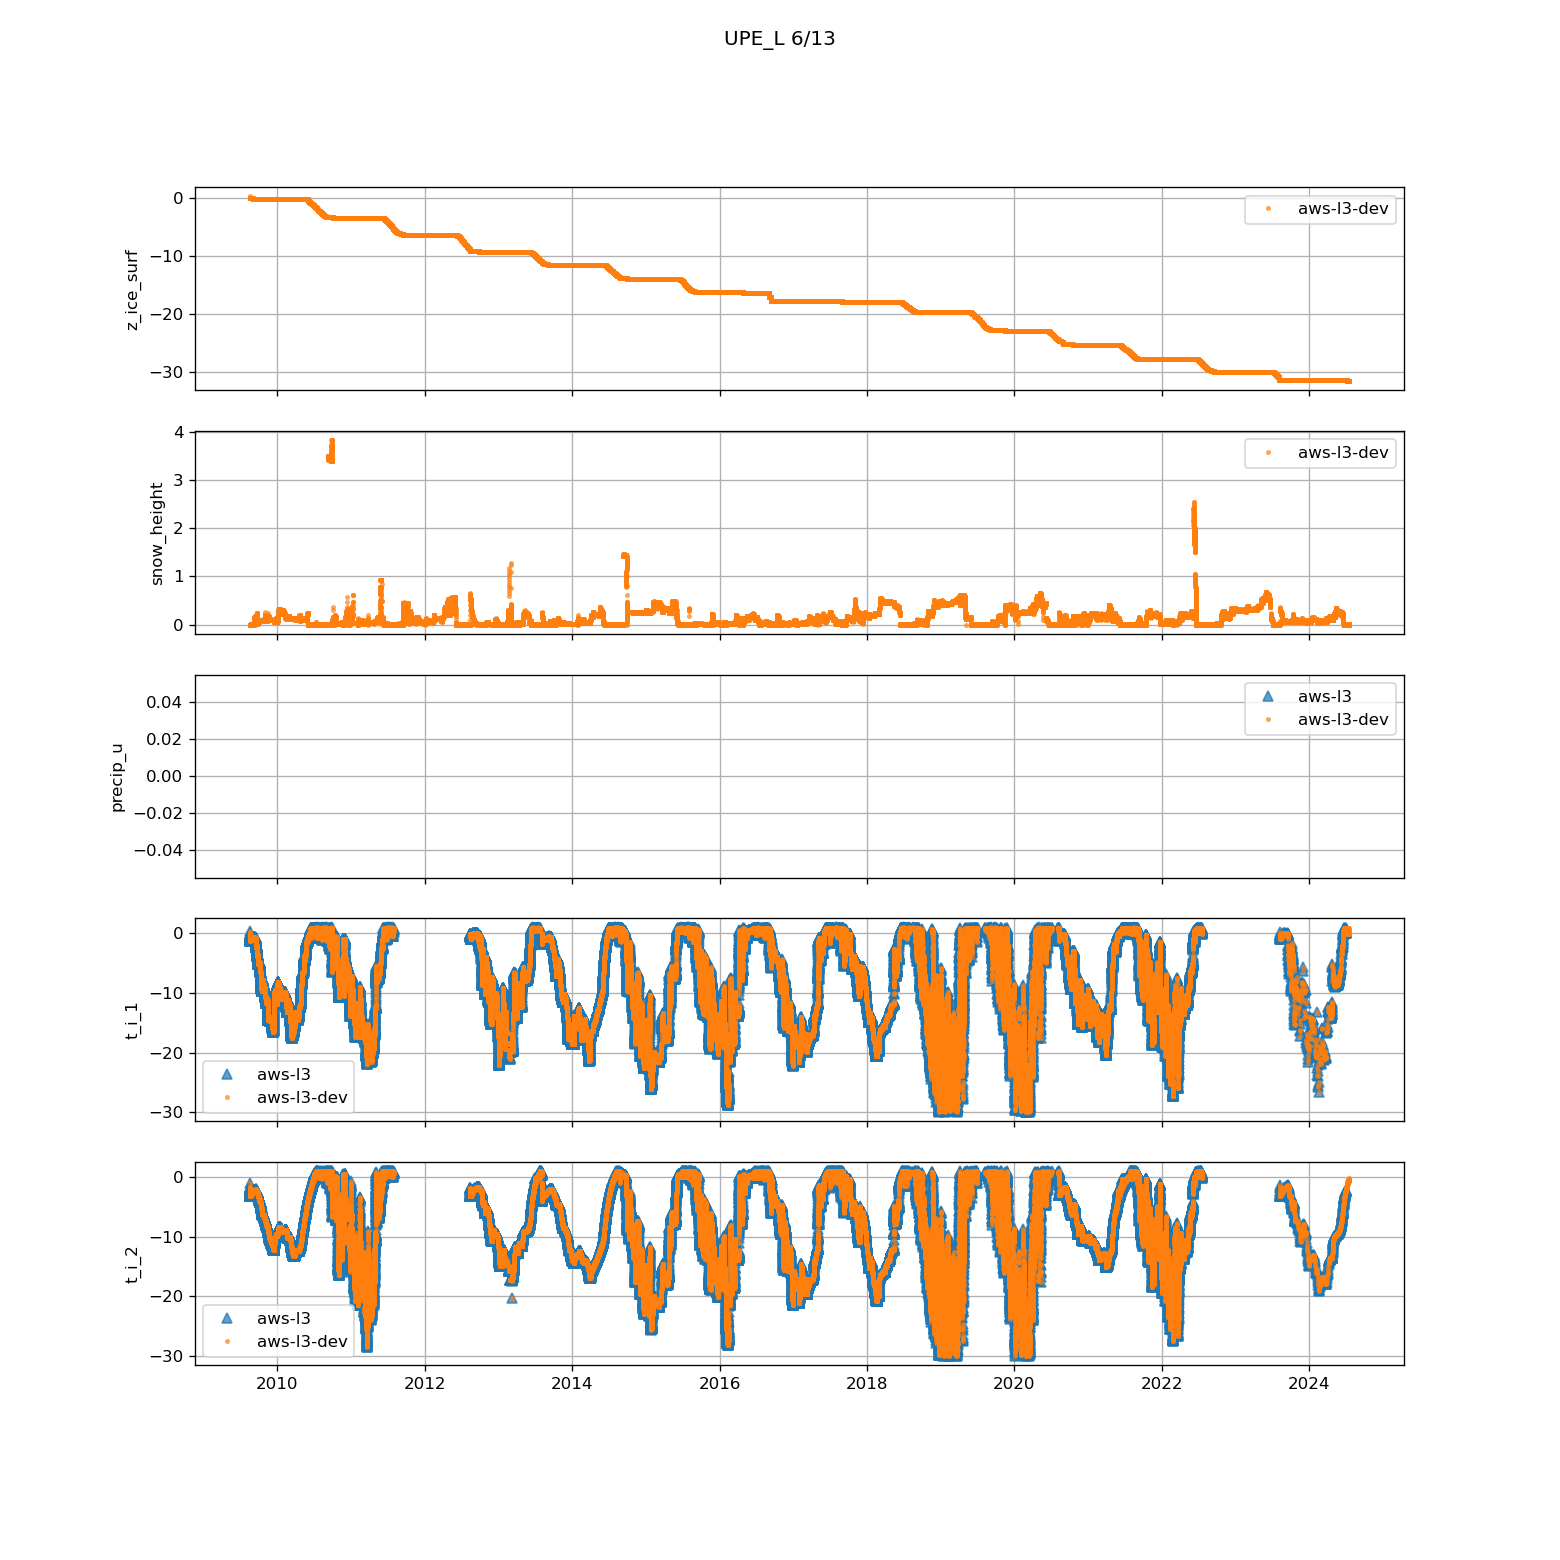 UPE_L 6/13
0
−10
−20
−30
z_ice_surf
aws-l3-dev
4
3
2
1
0
snow_height
aws-l3-dev
0.04
0.02
0.00
−0.02
−0.04
precip_u
aws-l3
aws-l3-dev
0
−10
−20
−30
t_i_1
aws-l3
aws-l3-dev
0
−10
−20
−30
t_i_2
aws-l3
aws-l3-dev
2010 2012 2014 2016 2018 2020 2022 2024